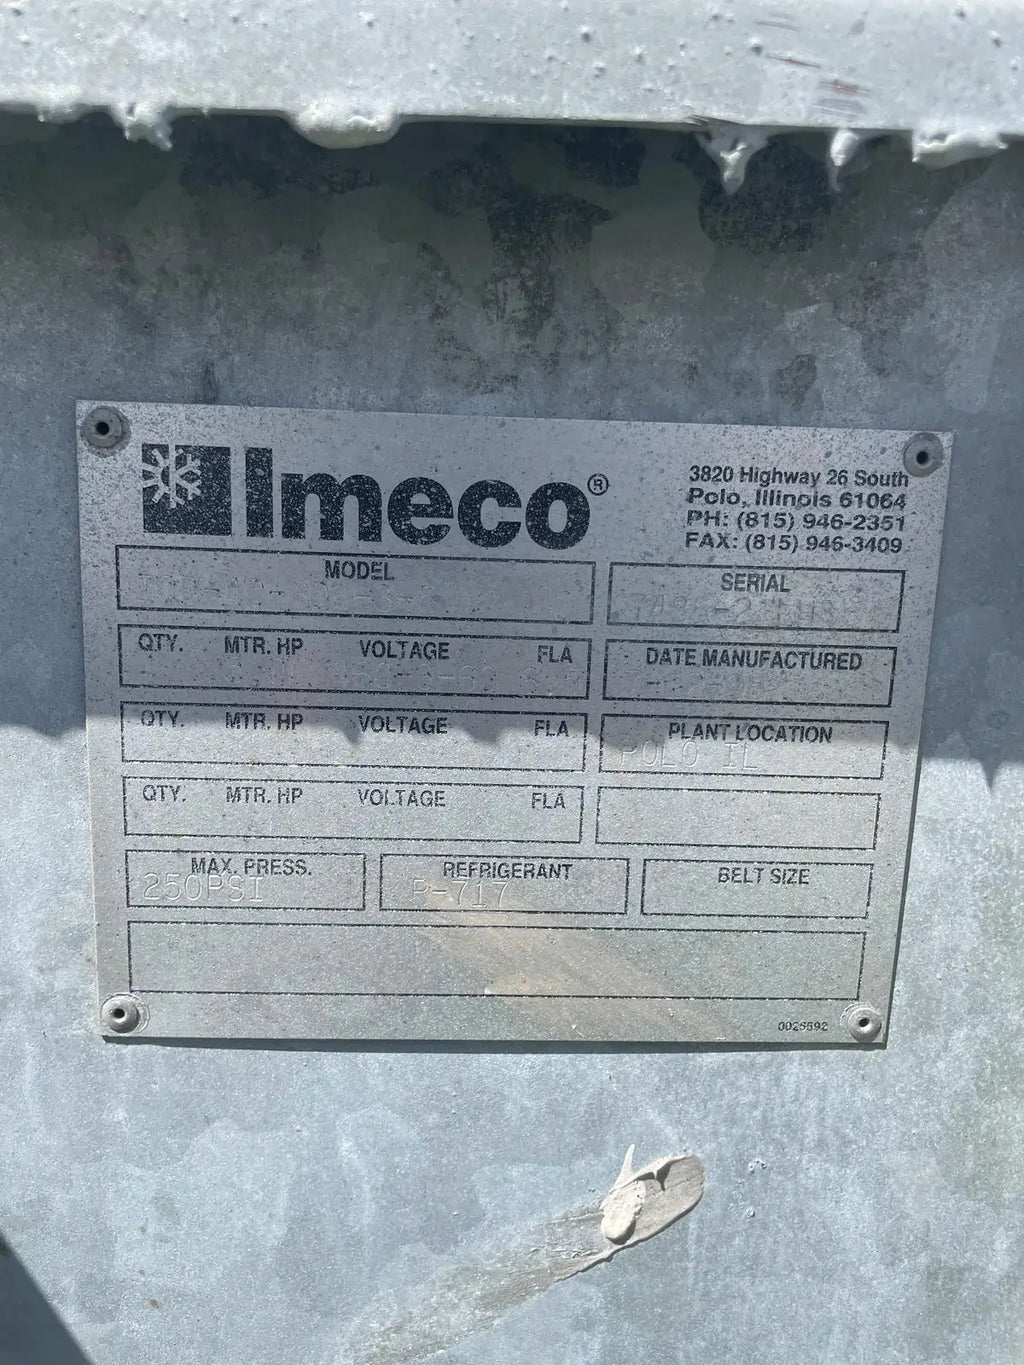 Imeco®
3820 Highway 26 South
Polo, Illinois 61064
PH: (815) 946-2351
FAX: (815) 946-3409
MODEL
SERIAL
QTY. MTR. HP VOLTAGE FLA
DATE MANUFACTURED
QTY. MTR. HP VOLTAGE FLA
PLANT LOCATION
POLO IL
QTY. MTR. HP VOLTAGE FLA
MAX. PRESS.
250PSI
REFRIGERANT
R-717
BELT SIZE
0025592